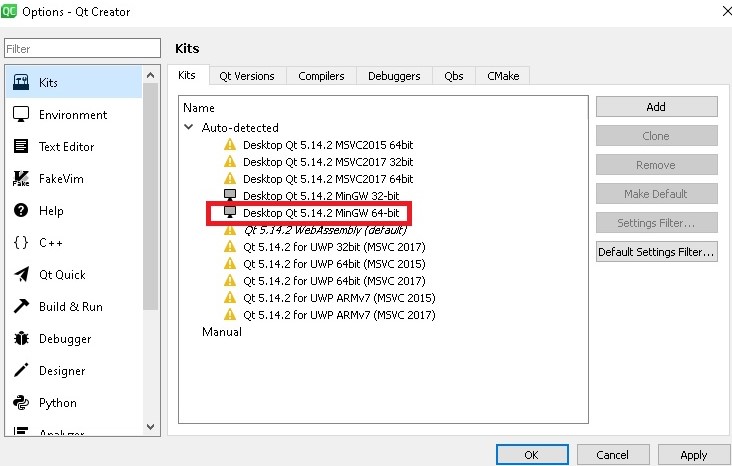 Options - Qt Creator
Filter
Kits
Environment
Text Editor
FakeVim
Help
C++
Qt Quick
Build & Run
Debugger
Designer
Python
Analyzer
Kits
Kits
Qt Versions
Compilers
Debuggers
Qbs
CMake
Name
Auto-detected
Desktop Qt 5.14.2 MSVC2015 64bit
Desktop Qt 5.14.2 MSVC2017 32bit
Desktop Qt 5.14.2 MSVC2017 64bit
Desktop Qt 5.14.2 MinGW 32-bit
Desktop Qt 5.14.2 MinGW 64-bit
Qt 5.14.2 WebAssembly (default)
Qt 5.14.2 for UWP 32bit (MSVC 2017)
Qt 5.14.2 for UWP 64bit (MSVC 2015)
Qt 5.14.2 for UWP 64bit (MSVC 2017)
Qt 5.14.2 for UWP ARMv7 (MSVC 2015)
Qt 5.14.2 for UWP ARMv7 (MSVC 2017)
Manual
Add
Clone
Remove
Make Default
Settings Filter...
Default Settings Filter...
OK
Cancel
Apply